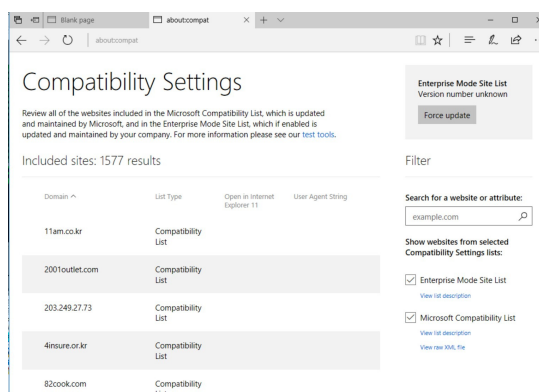 Blank page
about:compat
about:compat
Compatibility Settings
Review all of the websites included in the Microsoft Compatibility List, which is updated
and maintained by Microsoft, and in the Enterprise Mode Site List, which if enabled is
updated and maintained by your company. For more information please see our test tools.
Included sites: 1577 results
Domain
List Type
Open in Internet
Explorer 11
User Agent String
11am.co.kr
Compatibility
List
2001outlet.com
Compatibility
List
203.249.27.73
Compatibility
List
4insure.or.kr
Compatibility
List
82cook.com
Compatibility
Enterprise Mode Site List
Version number unknown
Force update
Filter
Search for a website or attribute:
example.com
Show websites from selected
Compatibility Settings lists:
Enterprise Mode Site List
View list description
Microsoft Compatibility List
View list description
View raw XML file